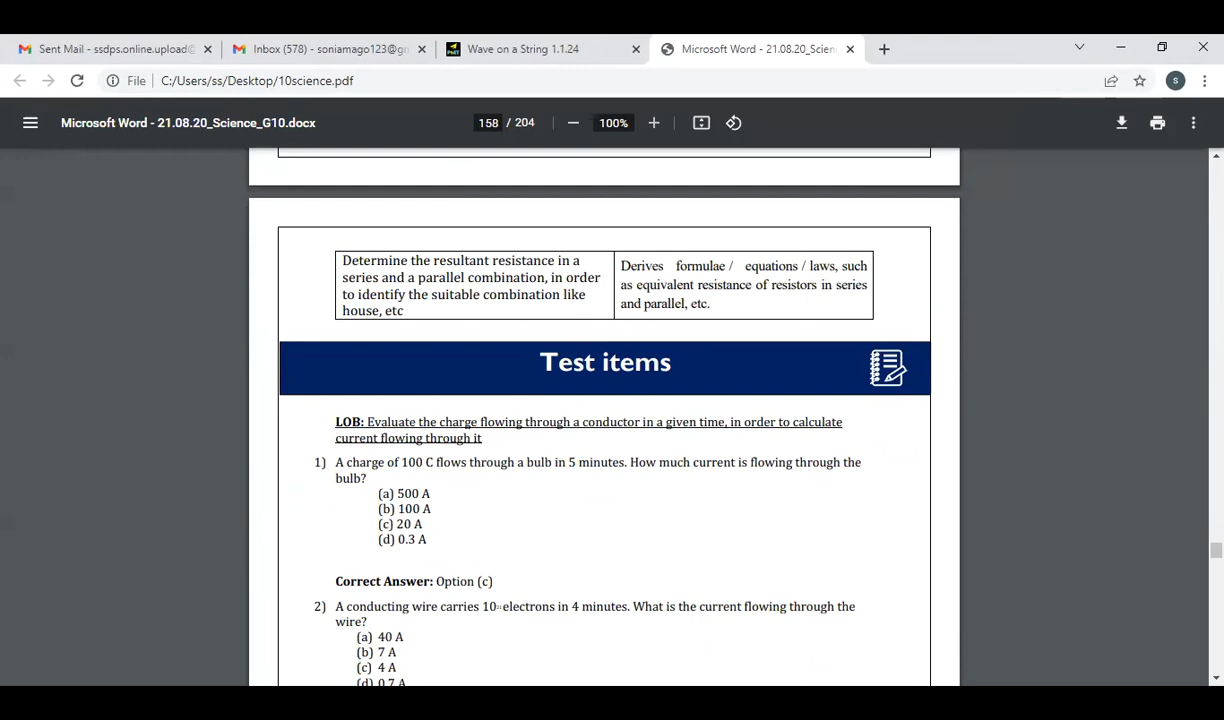 Sent Mail - ssdps.online.upload@
Inbox (578) - soniamago123@gm
Wave on a String 1.1.24
Microsoft Word - 21.08.20_Scien
File
C:/Users/ss/Desktop/10science.pdf
s
Microsoft Word - 21.08.20_Science_G10.docx
158 / 204
100%
Determine the resultant resistance in a
series and a parallel combination, in order
to identify the suitable combination like
house, etc
Derives formulae / equations / laws, such
as equivalent resistance of resistors in series
and parallel, etc.
Test items
LOB: Evaluate the charge flowing through a conductor in a given time, in order to calculate
current flowing through it
1) A charge of 100 C flows through a bulb in 5 minutes. How much current is flowing through the
bulb?
(a) 500 A
(b) 100 A
(c) 20 A
(d) 0.3 A
Correct Answer: Option (c)
2) A conducting wire carries 10 electrons in 4 minutes. What is the current flowing through the
wire?
(a) 40 A
(b) 7 A
(c) 4 A
(d) 0.7 A